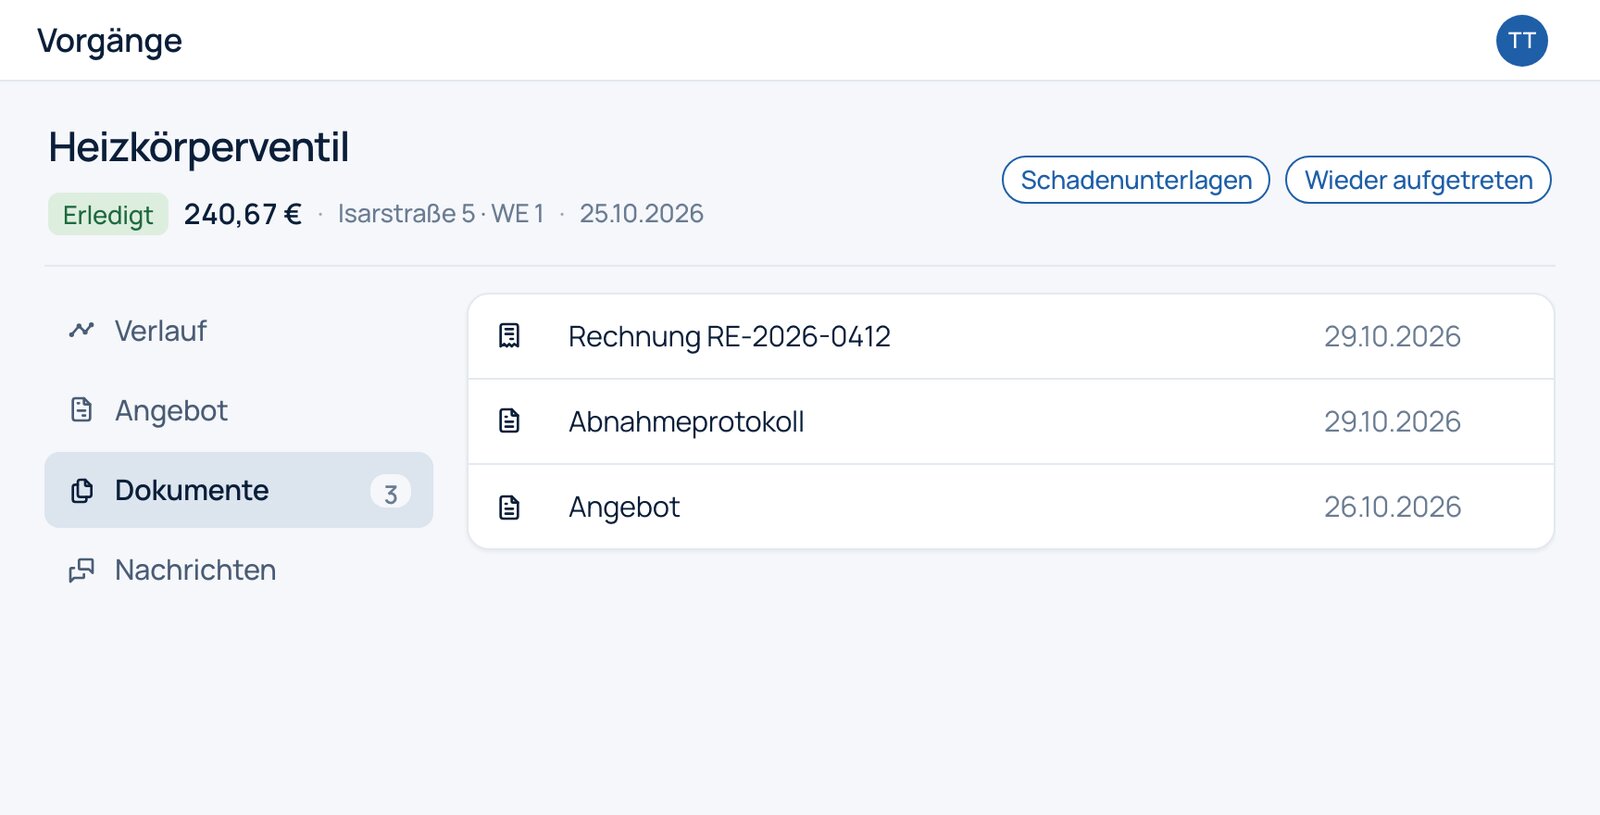 Vorgänge
TT
Heizkörperventil
Schadenunterlagen
Wieder aufgetreten
Erledigt 240,67 € · Isarstraße 5 · WE 1 · 25.10.2026
Verlauf
Angebot
Dokumente 3
Nachrichten
Rechnung RE-2026-0412 29.10.2026
Abnahmeprotokoll 29.10.2026
Angebot 26.10.2026